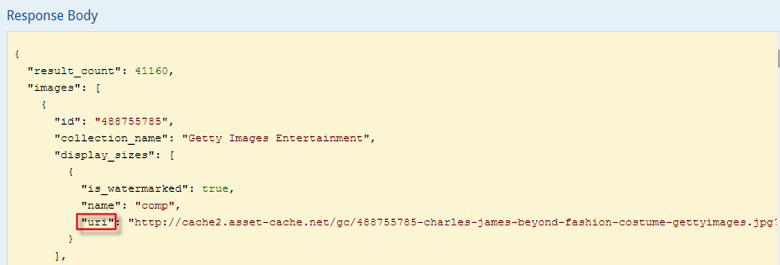 Response Body
{
"result_count": 41160,
"images": [
{
"id": "488755785",
"collection_name": "Getty Images Entertainment",
"display_sizes": [
{
"is_watermarked": true,
"name": "comp",
"uri": "http://cache2.asset-cache.net/gc/488755785-charles-james-beyond-fashion-costume-gettyimages.jpg?
}
],